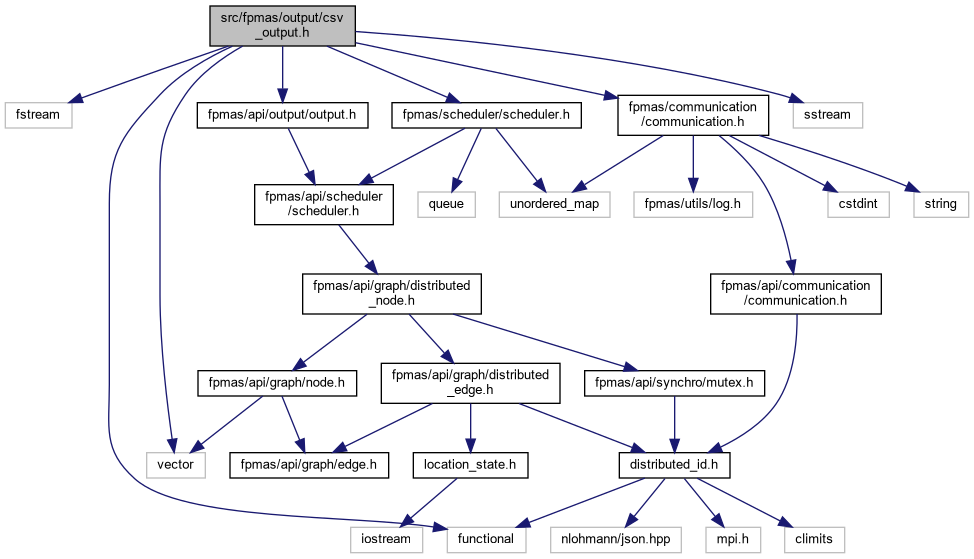 src/fpmas/output/csv
_output.h
fstream
fpmas/api/output/output.h
fpmas/scheduler/scheduler.h
fpmas/communication
/communication.h
sstream
fpmas/api/scheduler
/scheduler.h
queue
unordered_map
fpmas/utils/log.h
cstdint
string
fpmas/api/graph/distributed
_node.h
fpmas/api/communication
/communication.h
fpmas/api/graph/node.h
fpmas/api/graph/distributed
_edge.h
fpmas/api/synchro/mutex.h
vector
fpmas/api/graph/edge.h
location_state.h
distributed_id.h
iostream
functional
nlohmann/json.hpp
mpi.h
climits